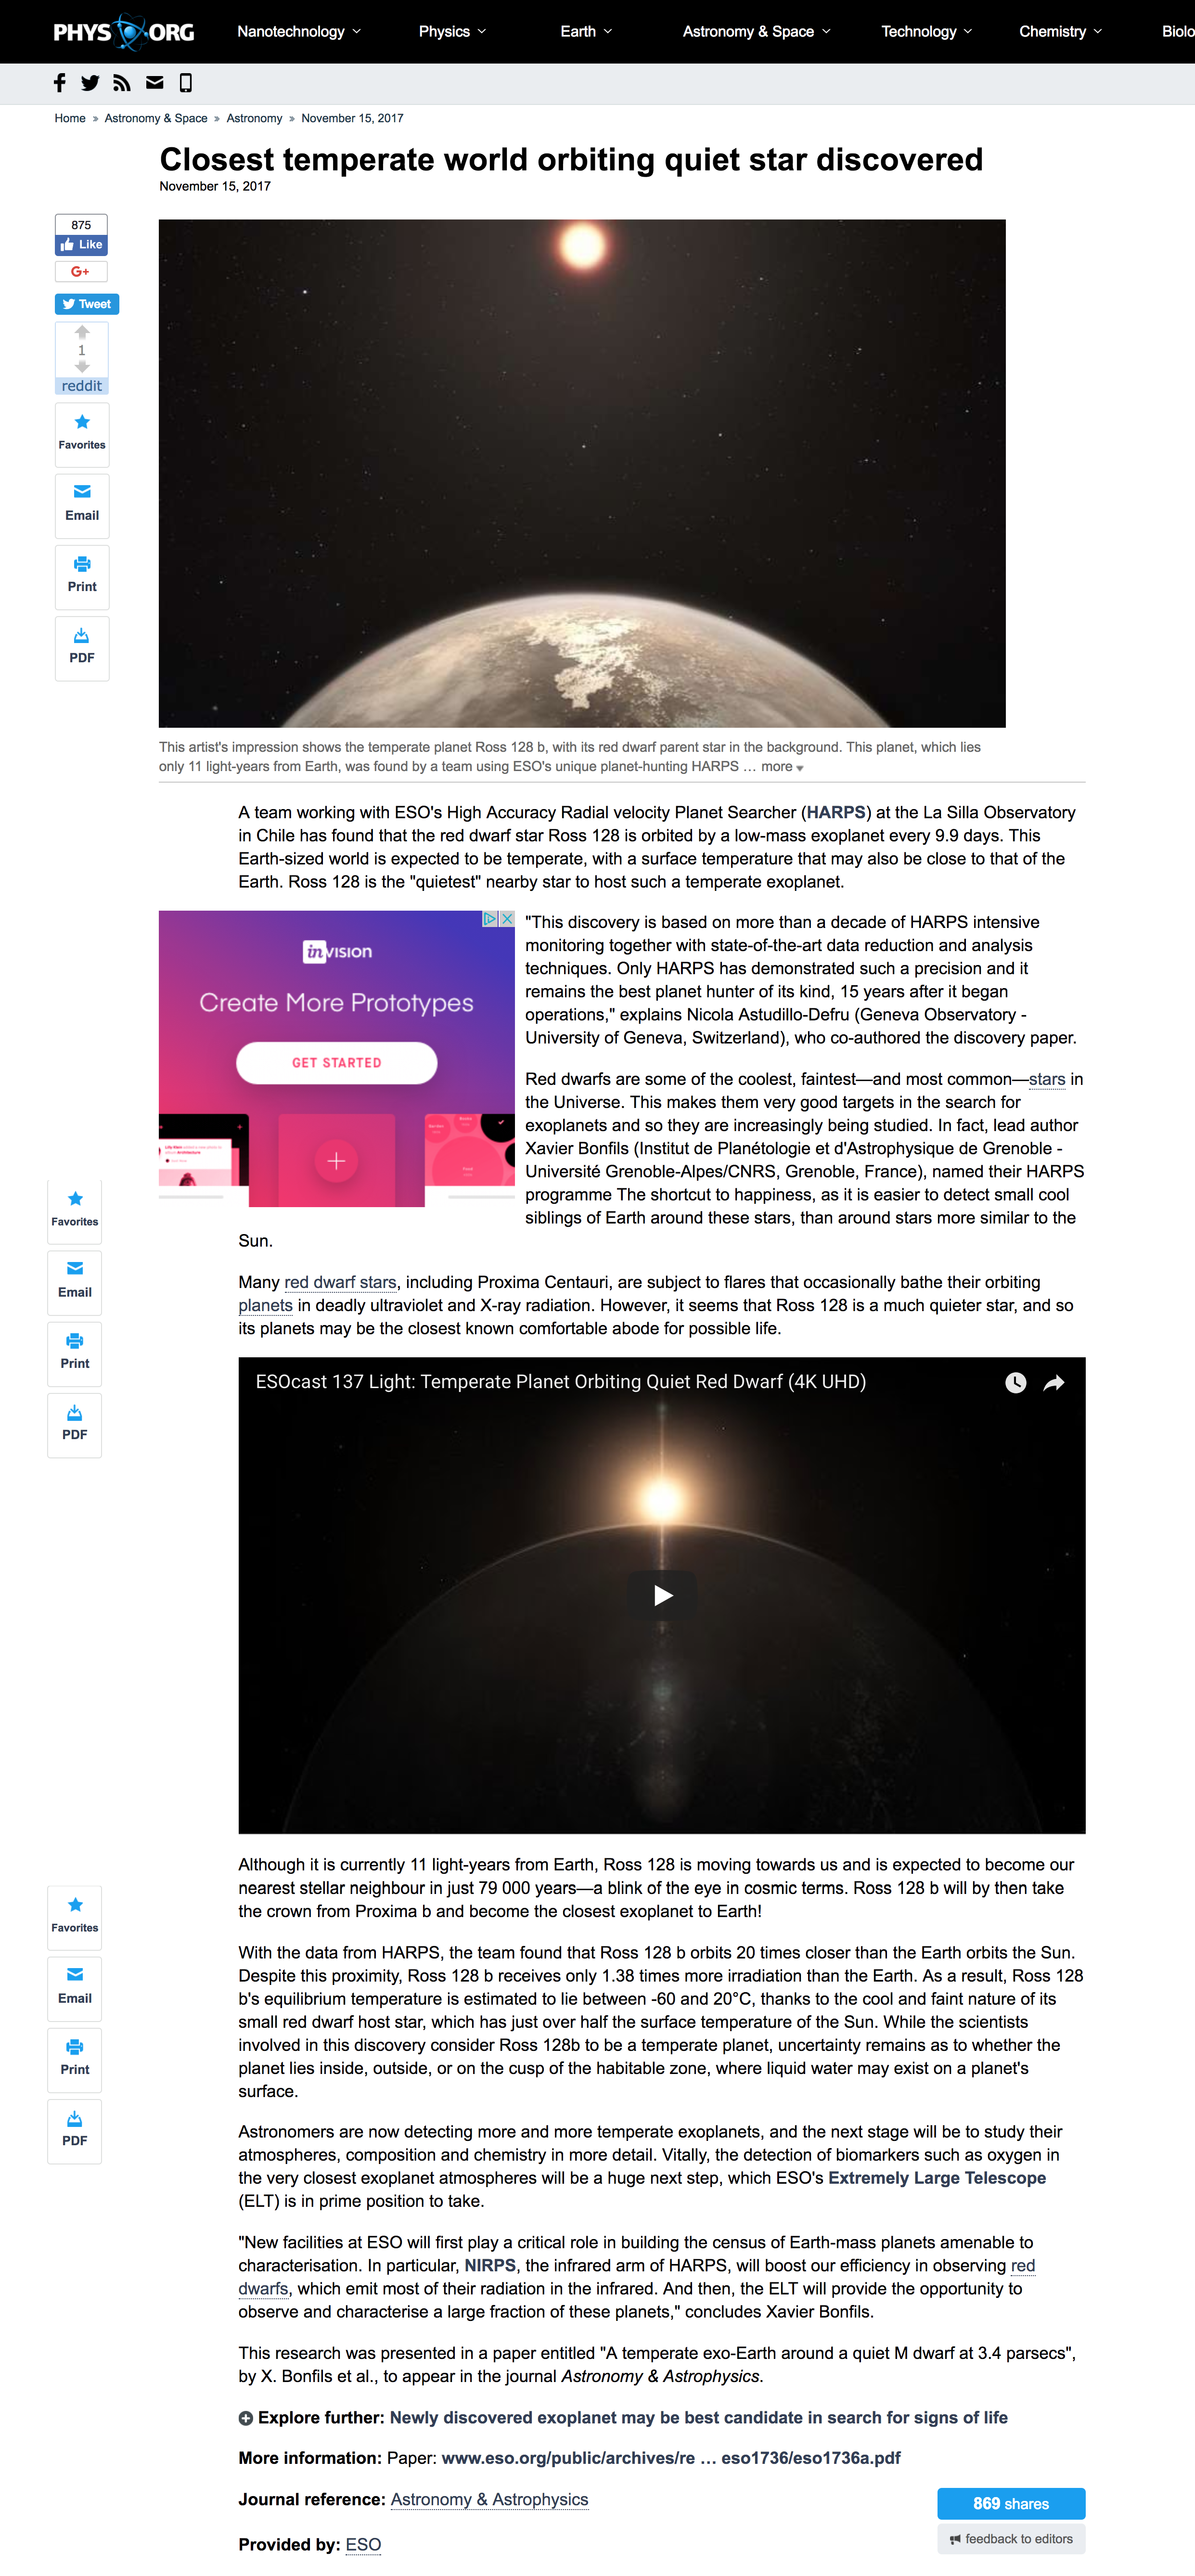 PHYS ORG
Nanotechnology
Physics
Earth
Astronomy & Space
Technology
Chemistry
Biolo
Home » Astronomy & Space » Astronomy » November 15, 2017
Closest temperate world orbiting quiet star discovered
November 15, 2017
875
Like
G+
Tweet
1
reddit
Favorites
Email
Print
PDF
This artist's impression shows the temperate planet Ross 128 b, with its red dwarf parent star in the background. This planet, which lies
only 11 light-years from Earth, was found by a team using ESO's unique planet-hunting HARPS … more
A team working with ESO's High Accuracy Radial velocity Planet Searcher (HARPS) at the La Silla Observatory
in Chile has found that the red dwarf star Ross 128 is orbited by a low-mass exoplanet every 9.9 days. This
Earth-sized world is expected to be temperate, with a surface temperature that may also be close to that of the
Earth. Ross 128 is the "quietest" nearby star to host such a temperate exoplanet.
invision
Create More Prototypes
GET STARTED
"This discovery is based on more than a decade of HARPS intensive
monitoring together with state-of-the-art data reduction and analysis
techniques. Only HARPS has demonstrated such a precision and it
remains the best planet hunter of its kind, 15 years after it began
operations," explains Nicola Astudillo-Defru (Geneva Observatory -
University of Geneva, Switzerland), who co-authored the discovery paper.
Red dwarfs are some of the coolest, faintest—and most common—stars in
the Universe. This makes them very good targets in the search for
exoplanets and so they are increasingly being studied. In fact, lead author
Xavier Bonfils (Institut de Planétologie et d'Astrophysique de Grenoble -
Université Grenoble-Alpes/CNRS, Grenoble, France), named their HARPS
programme The shortcut to happiness, as it is easier to detect small cool
siblings of Earth around these stars, than around stars more similar to the
Sun.
Favorites
Email
Print
PDF
Many red dwarf stars, including Proxima Centauri, are subject to flares that occasionally bathe their orbiting
planets in deadly ultraviolet and X-ray radiation. However, it seems that Ross 128 is a much quieter star, and so
its planets may be the closest known comfortable abode for possible life.
ESOcast 137 Light: Temperate Planet Orbiting Quiet Red Dwarf (4K UHD)
Although it is currently 11 light-years from Earth, Ross 128 is moving towards us and is expected to become our
nearest stellar neighbour in just 79 000 years—a blink of the eye in cosmic terms. Ross 128 b will by then take
the crown from Proxima b and become the closest exoplanet to Earth!
Favorites
Email
Print
PDF
With the data from HARPS, the team found that Ross 128 b orbits 20 times closer than the Earth orbits the Sun.
Despite this proximity, Ross 128 b receives only 1.38 times more irradiation than the Earth. As a result, Ross 128
b's equilibrium temperature is estimated to lie between -60 and 20°C, thanks to the cool and faint nature of its
small red dwarf host star, which has just over half the surface temperature of the Sun. While the scientists
involved in this discovery consider Ross 128b to be a temperate planet, uncertainty remains as to whether the
planet lies inside, outside, or on the cusp of the habitable zone, where liquid water may exist on a planet's
surface.
Astronomers are now detecting more and more temperate exoplanets, and the next stage will be to study their
atmospheres, composition and chemistry in more detail. Vitally, the detection of biomarkers such as oxygen in
the very closest exoplanet atmospheres will be a huge next step, which ESO's Extremely Large Telescope
(ELT) is in prime position to take.
"New facilities at ESO will first play a critical role in building the census of Earth-mass planets amenable to
characterisation. In particular, NIRPS, the infrared arm of HARPS, will boost our efficiency in observing red
dwarfs, which emit most of their radiation in the infrared. And then, the ELT will provide the opportunity to
observe and characterise a large fraction of these planets," concludes Xavier Bonfils.
This research was presented in a paper entitled "A temperate exo-Earth around a quiet M dwarf at 3.4 parsecs",
by X. Bonfils et al., to appear in the journal Astronomy & Astrophysics.
Explore further: Newly discovered exoplanet may be best candidate in search for signs of life
More information: Paper: www.eso.org/public/archives/re … eso1736/eso1736a.pdf
Journal reference: Astronomy & Astrophysics
869 shares
feedback to editors
Provided by: ESO